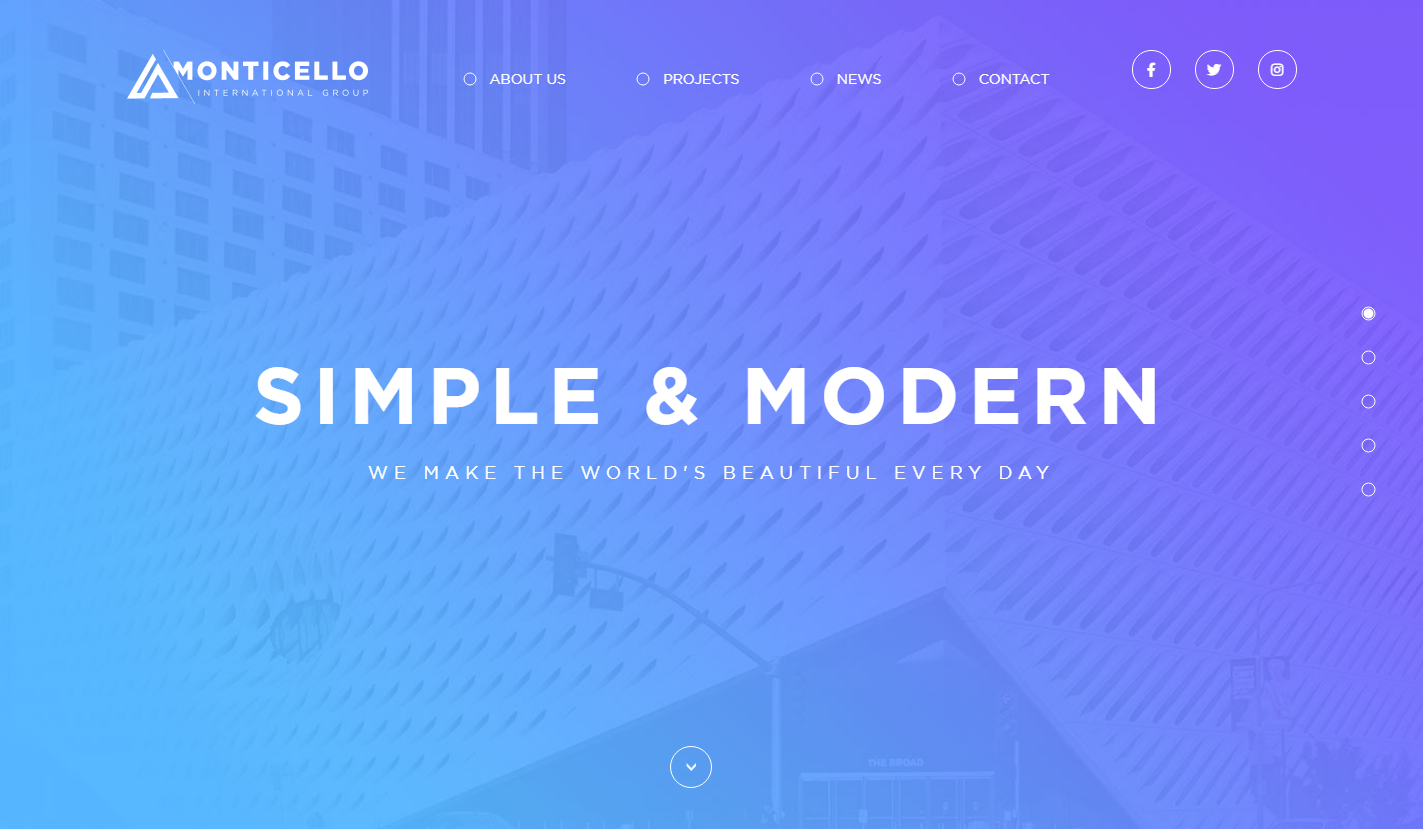 MONTICELLO
INTERNATIONAL GROUP
ABOUT US
PROJECTS
NEWS
CONTACT
SIMPLE & MODERN
WE MAKE THE WORLD'S BEAUTIFUL EVERY DAY
THE BROAD